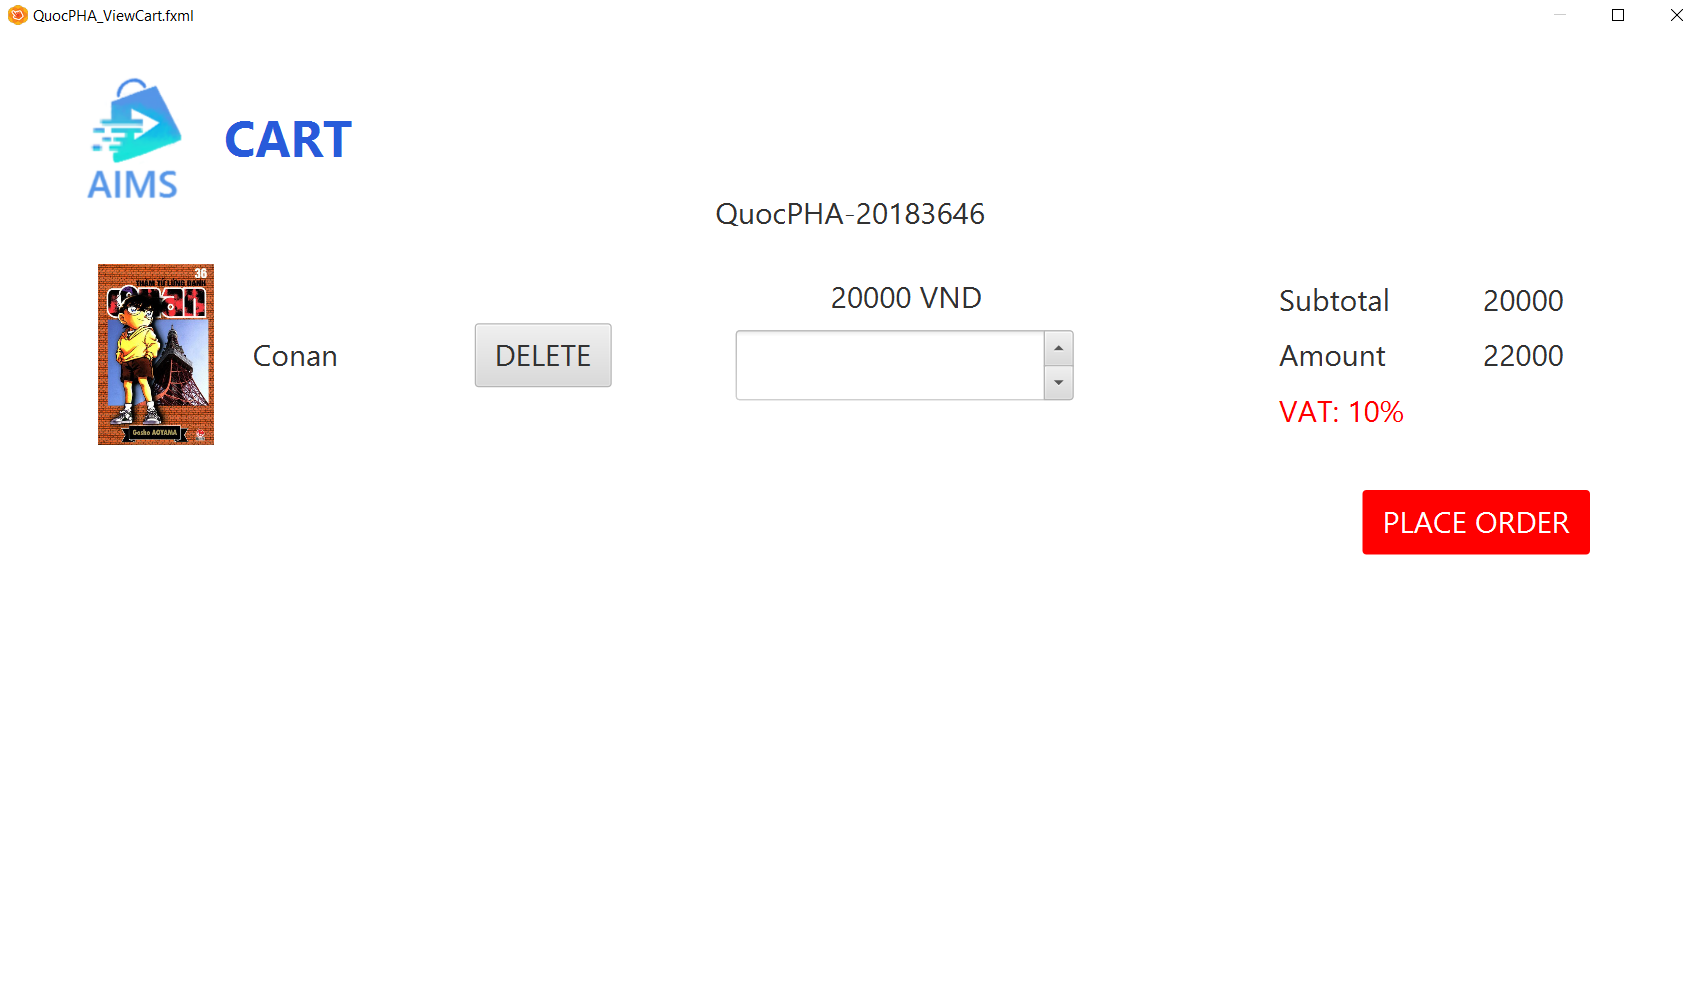 QuocPHA_ViewCart.fxml
AIMS
CART
QuocPHA-20183646
36
THÁM TỬ LỪNG DANH
Conan
Gosho AOYAMA
Conan
DELETE
20000 VND
Subtotal 20000
Amount 22000
VAT: 10%
PLACE ORDER